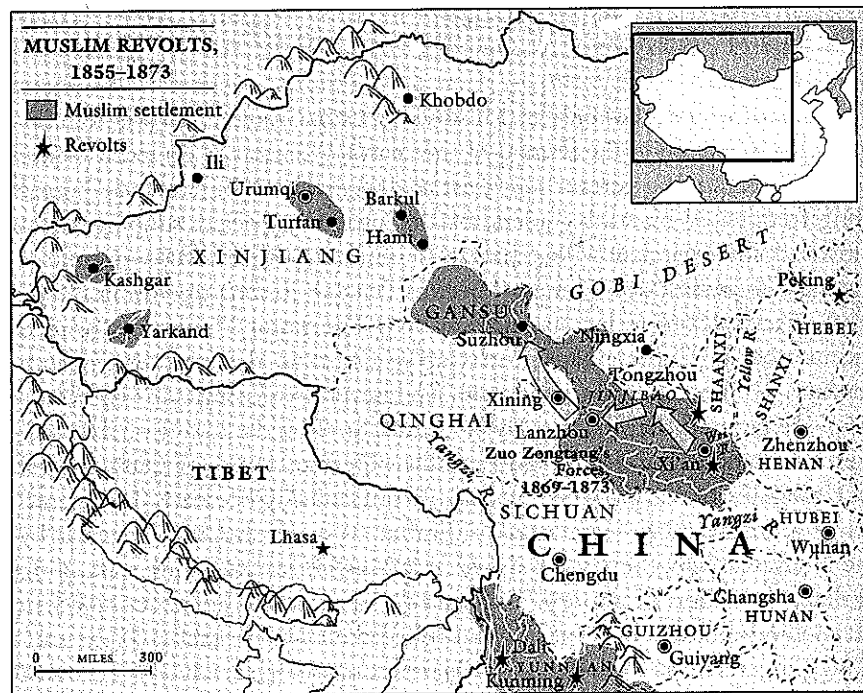 MUSLIM REVOLTS,
1855–1873
Muslim settlement
Revolts
Khobdo
Ili
Urumqi
Turfan
Barkul
Hami
XINJIANG
Kashgar
Yarkand
GOBI DESERT
Peking
HEBEI
GANSU
Suzhou
Ningxia
Tongzhou
JINJIBAO
SHAANXI
Yellow R.
SHANXI
Xining
QINGHAI
Lanzhou
Zuo Zongtang's
Forces
1869–1873
Wei
R.
Xi'an
Zhenzhou
HENAN
Yangzi R.
TIBET
SICHUAN
Yangzi R.
HUBEI
Wuhan
Lhasa
CHINA
Chengdu
Changsha
HUNAN
GUIZHOU
Guiyang
Dali
YUNNAN
Kunming
0 MILES 300